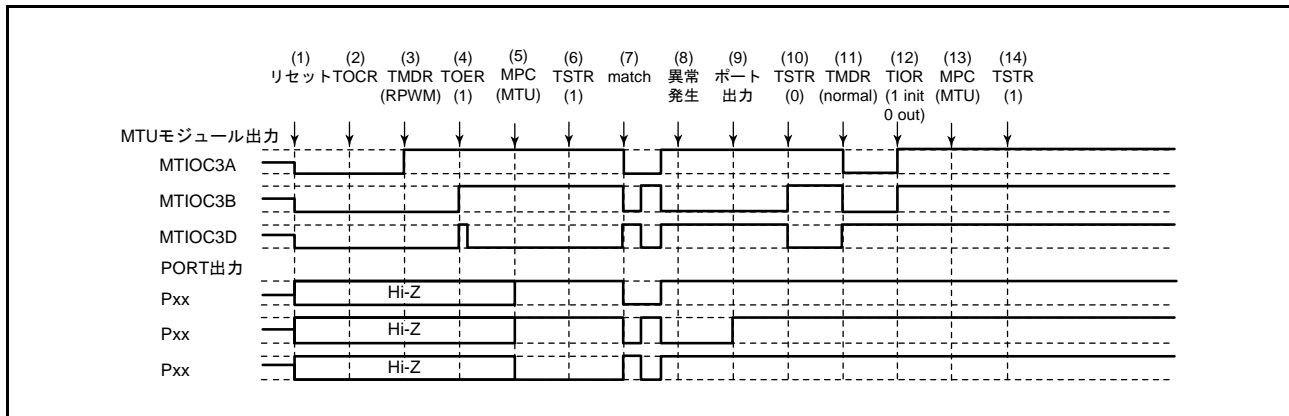 (1) (2) (3) (4) (5) (6) (7) (8) (9) (10) (11) (12) (13) (14)
リセット TOCR TMDR TOER MPC TSTR match 異常 ポート TSTR TMDR TIOR MPC TSTR
(RPWM) (1) (MTU) (1) 発生 出力 (0) (normal) (1 init (MTU) (1)
0 out)
MTUモジュール出力
MTIOC3A
MTIOC3B
MTIOC3D
PORT出力
Pxx Hi-Z
Pxx Hi-Z
Pxx Hi-Z